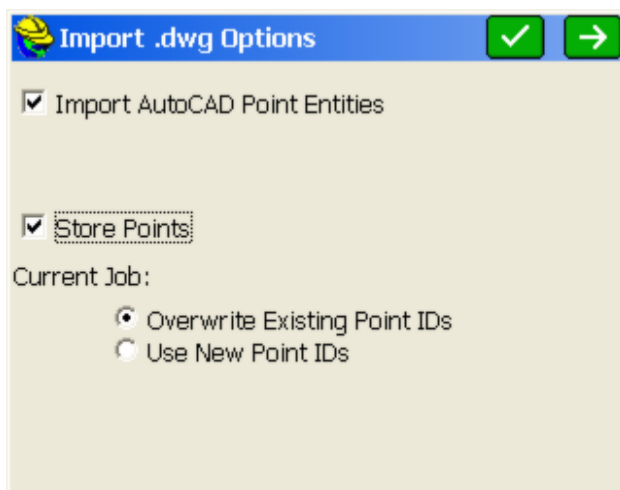 Import .dwg Options
Import AutoCAD Point Entities
Store Points
Current Job:
Overwrite Existing Point IDs
Use New Point IDs